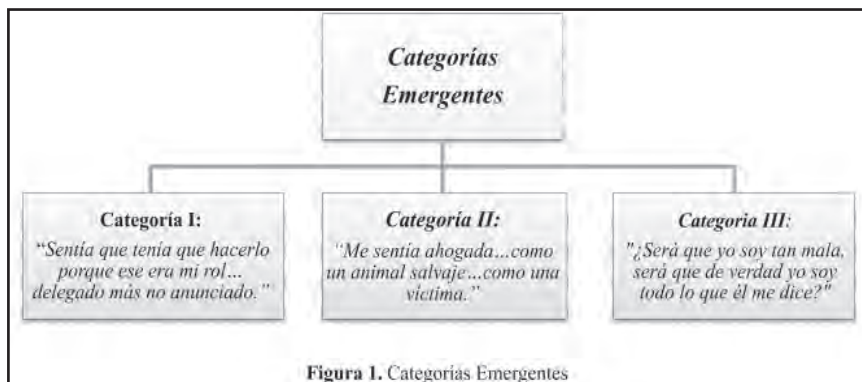 Categorías
Emergentes
Categoría I:
“Sentía que tenía que hacerlo
porque ese era mi rol…
delegado más no anunciado.”
Categoría II:
“Me sentía ahogada…como
un animal salvaje…como una
víctima.”
Categoria III:
"¿Será que yo soy tan mala,
será que de verdad yo soy
todo lo que él me dice?"
Figura 1. Categorías Emergentes